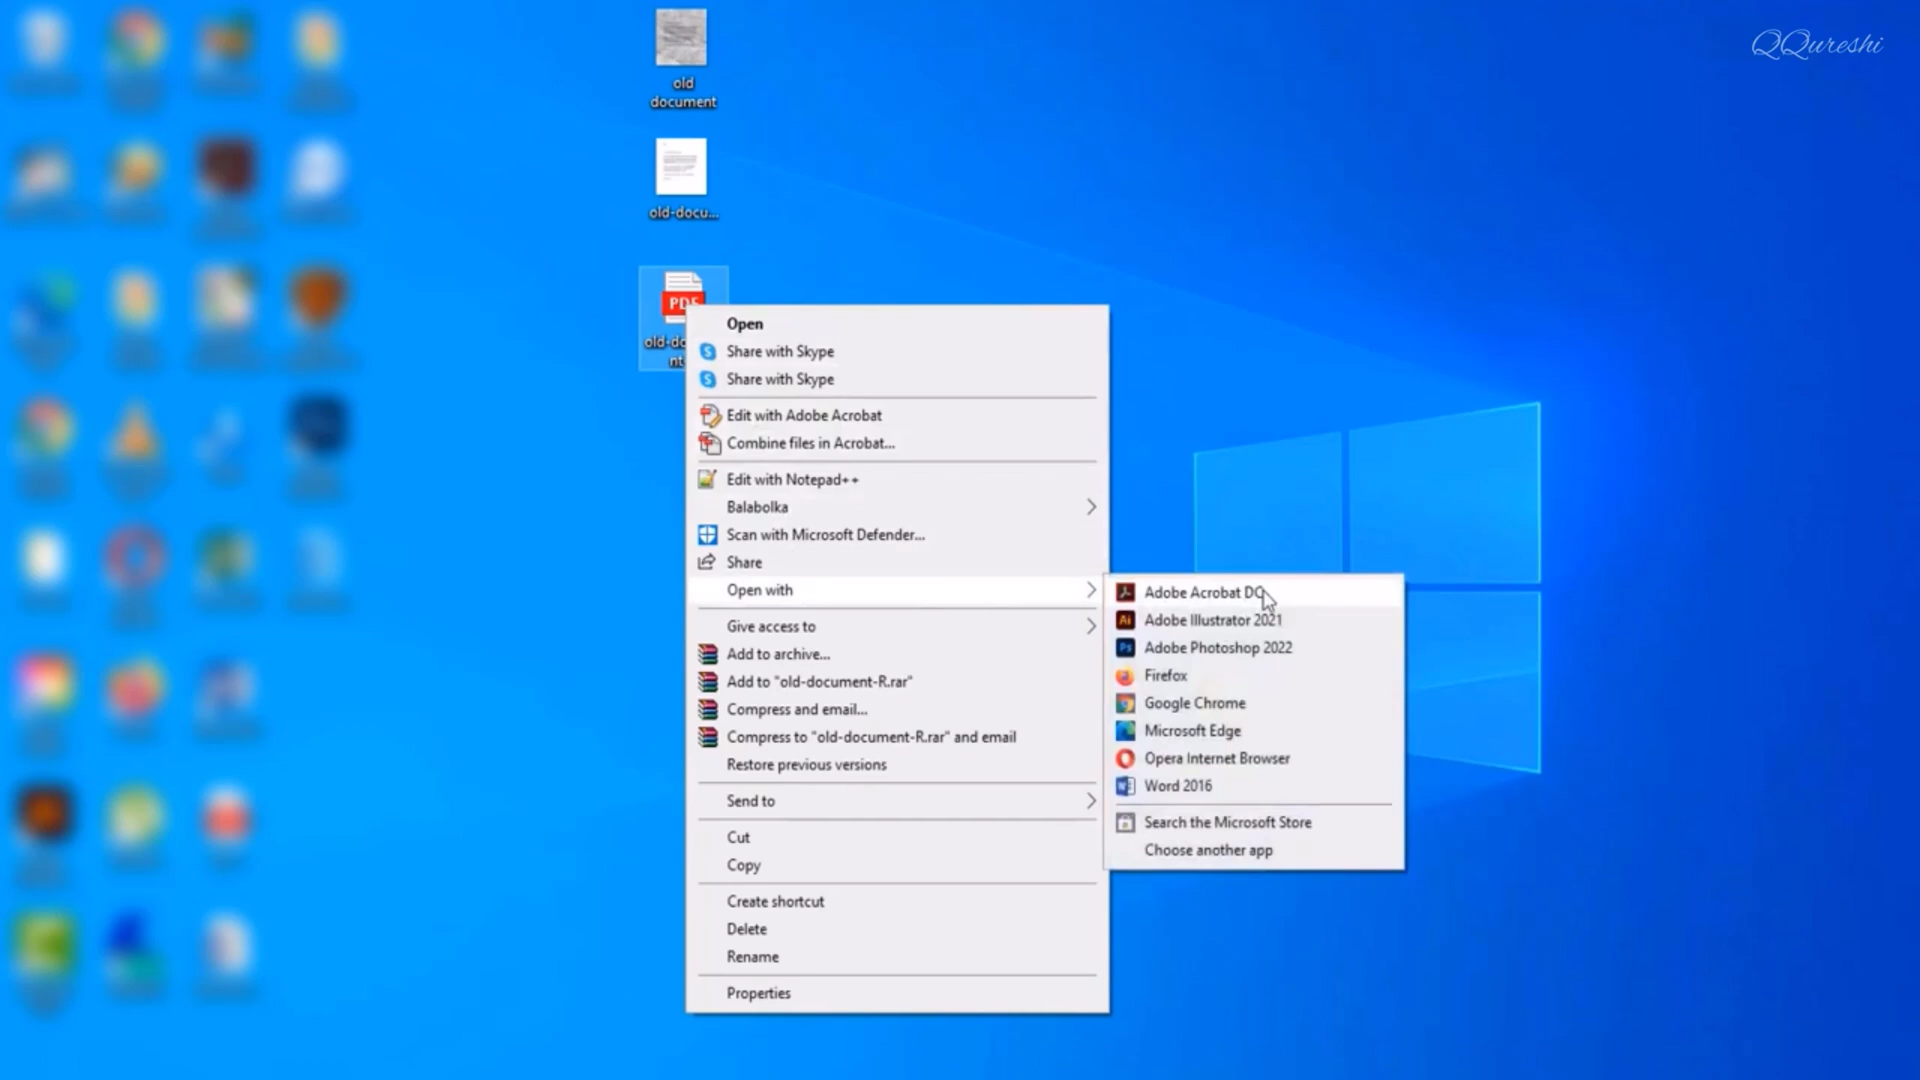 QQureshi
old
document
old-docu...
PDF
old-do
nt
Open
Share with Skype
Share with Skype
Edit with Adobe Acrobat
Combine files in Acrobat...
Edit with Notepad++
Balabolka
Scan with Microsoft Defender...
Share
Open with
Give access to
Add to archive...
Add to "old-document-R.rar"
Compress and email...
Compress to "old-document-R.rar" and email
Restore previous versions
Send to
Cut
Copy
Create shortcut
Delete
Rename
Properties
Adobe Acrobat DC
Adobe Illustrator 2021
Adobe Photoshop 2022
Firefox
Google Chrome
Microsoft Edge
Opera Internet Browser
Word 2016
Search the Microsoft Store
Choose another app